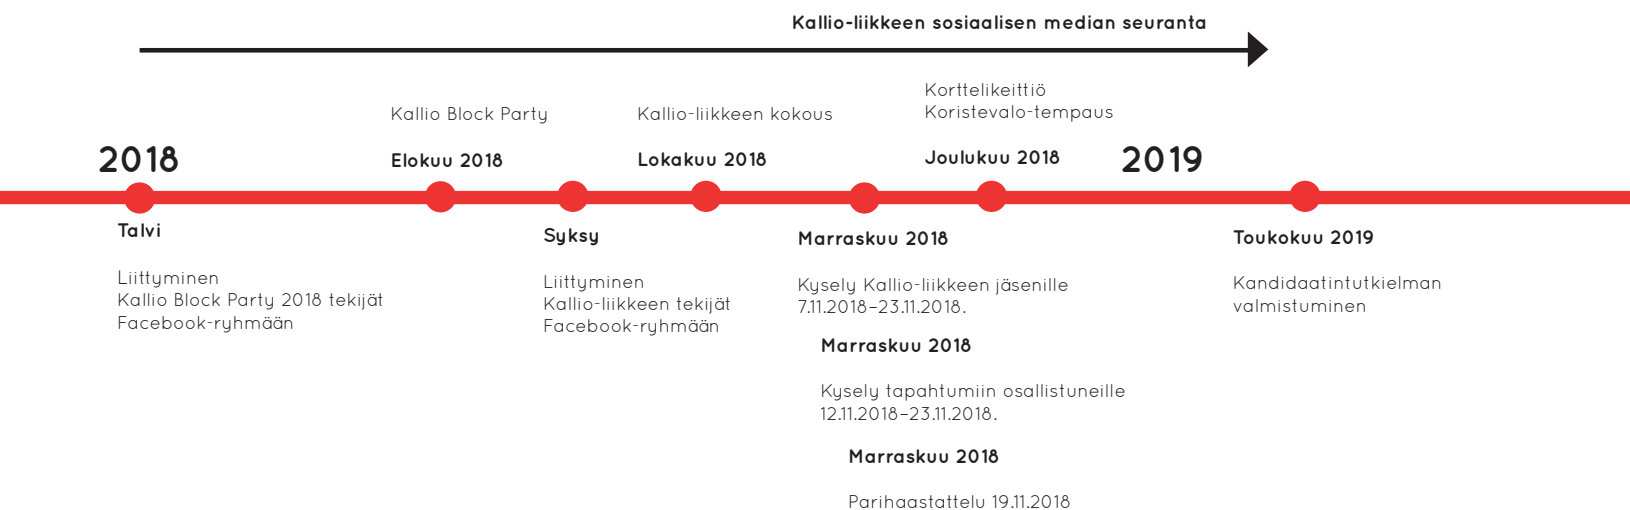 Kallio-liikkeen sosiaalisen median seuranta
2018
Talvi
Liittyminen
Kallio Block Party 2018 tekijät
Facebook-ryhmään
Kallio Block Party
Elokuu 2018
Syksy
Liittyminen
Kallio-liikkeen tekijät
Facebook-ryhmään
Kallio-liikkeen kokous
Lokakuu 2018
Marraskuu 2018
Kysely Kallio-liikkeen jäsenille
7.11.2018–23.11.2018.
Marraskuu 2018
Kysely tapahtumiin osallistuneille
12.11.2018–23.11.2018.
Marraskuu 2018
Parihaastattelu 19.11.2018
Korttelikeittiö
Koristevalo-tempaus
Joulukuu 2018
2019
Toukokuu 2019
Kandidaatintutkielman
valmistuminen